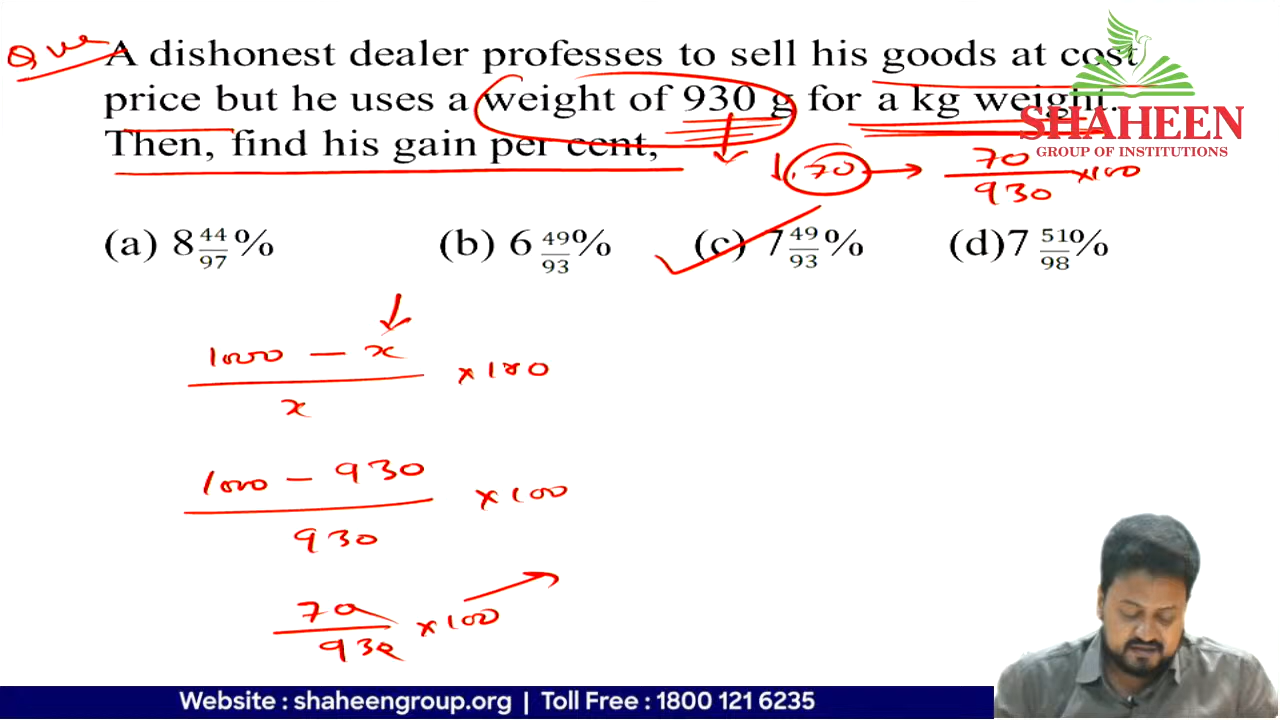 Que
A dishonest dealer professes to sell his goods at cost
price but he uses a weight of 930 g for a kg weight.
Then, find his gain per cent,
SHAHEEN
GROUP OF INSTITUTIONS
70 → 70/930 ×100
(a) 8 44/97 % (b) 6 49/93 % (c) 7 49/93 % (d) 7 510/98 %
1000 – x
x
×100
1000 – 930
930
×100
70
930
×100
Website : shaheengroup.org | Toll Free : 1800 121 6235